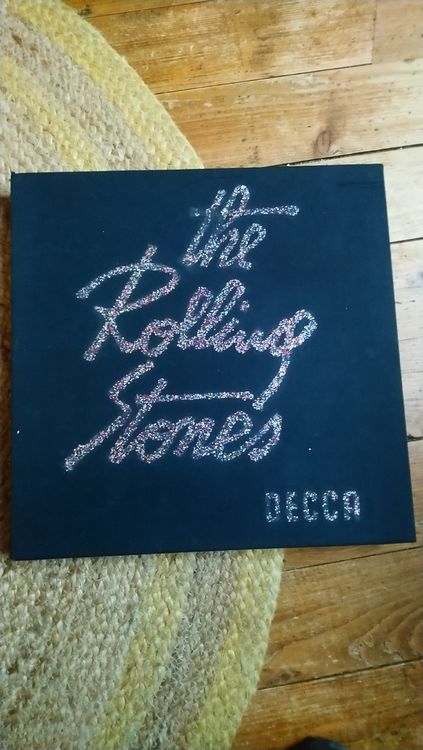 the
Rolling
Stones
DECCA